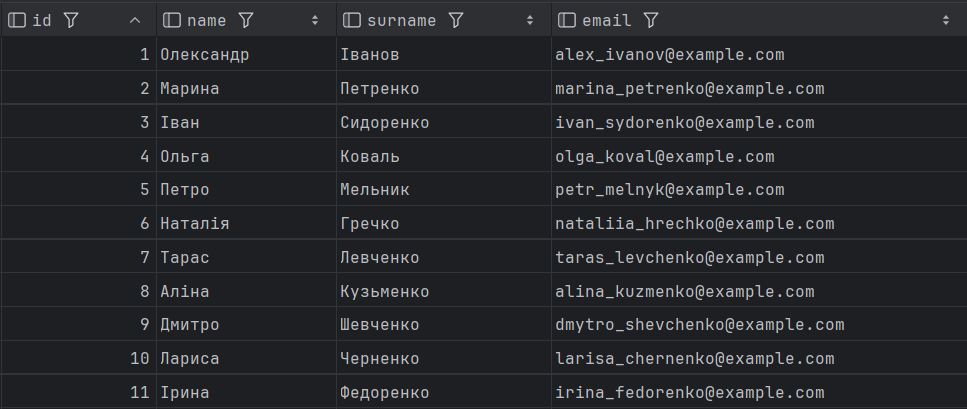 id name surname email
1 Олександр Іванов alex_ivanov@example.com
2 Марина Петренко marina_petrenko@example.com
3 Іван Сидоренко ivan_sydorenko@example.com
4 Ольга Коваль olga_koval@example.com
5 Петро Мельник petr_melnyk@example.com
6 Наталія Гречко nataliia_hrechko@example.com
7 Тарас Левченко taras_levchenko@example.com
8 Аліна Кузьменко alina_kuzmenko@example.com
9 Дмитро Шевченко dmytro_shevchenko@example.com
10 Лариса Черненко larisa_chernenko@example.com
11 Ірина Федоренко irina_fedorenko@example.com